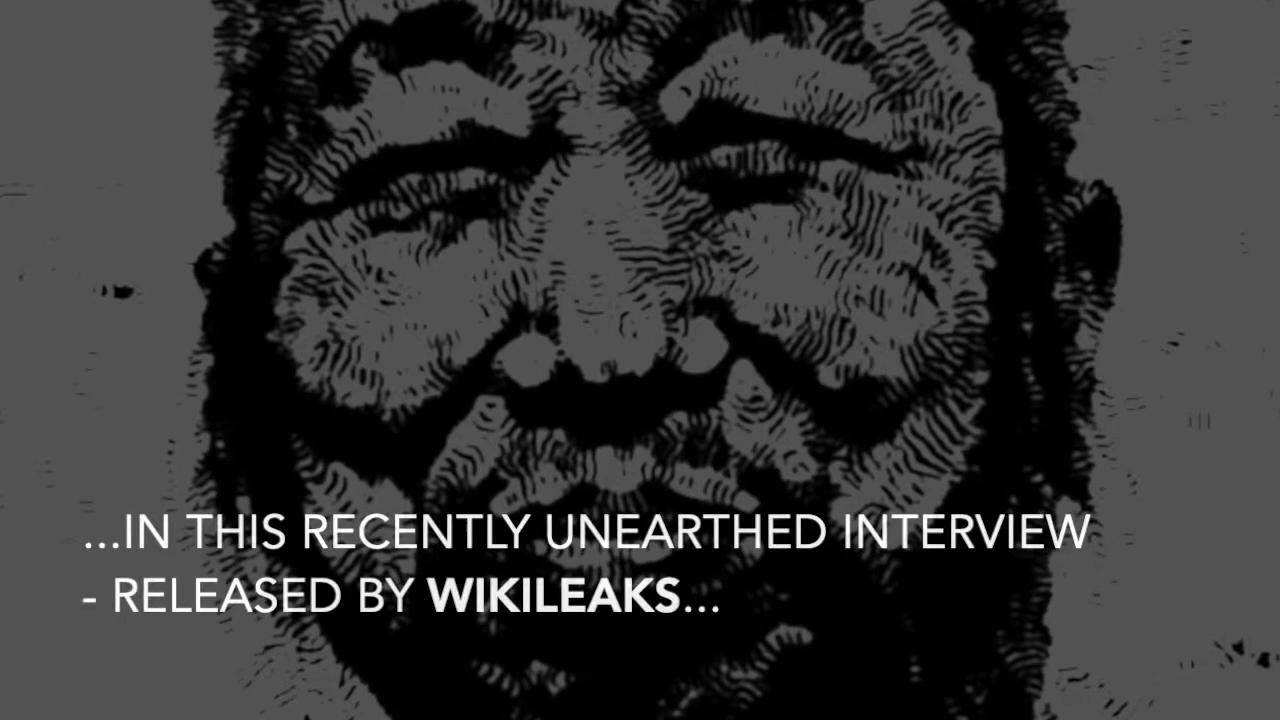 ...IN THIS RECENTLY UNEARTHED INTERVIEW
- RELEASED BY WIKILEAKS...